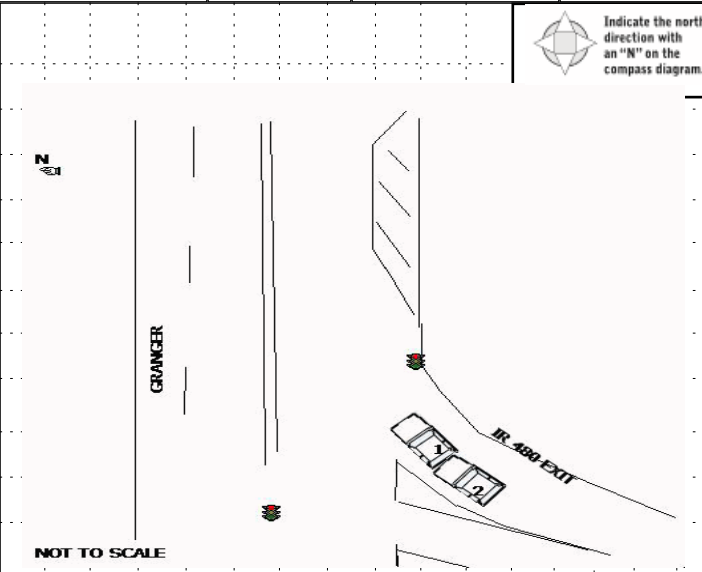 Indicate the north
direction with
an “N” on the
compass diagram.
N
GRANGER
1
IR 480 EXIT
2
NOT TO SCALE